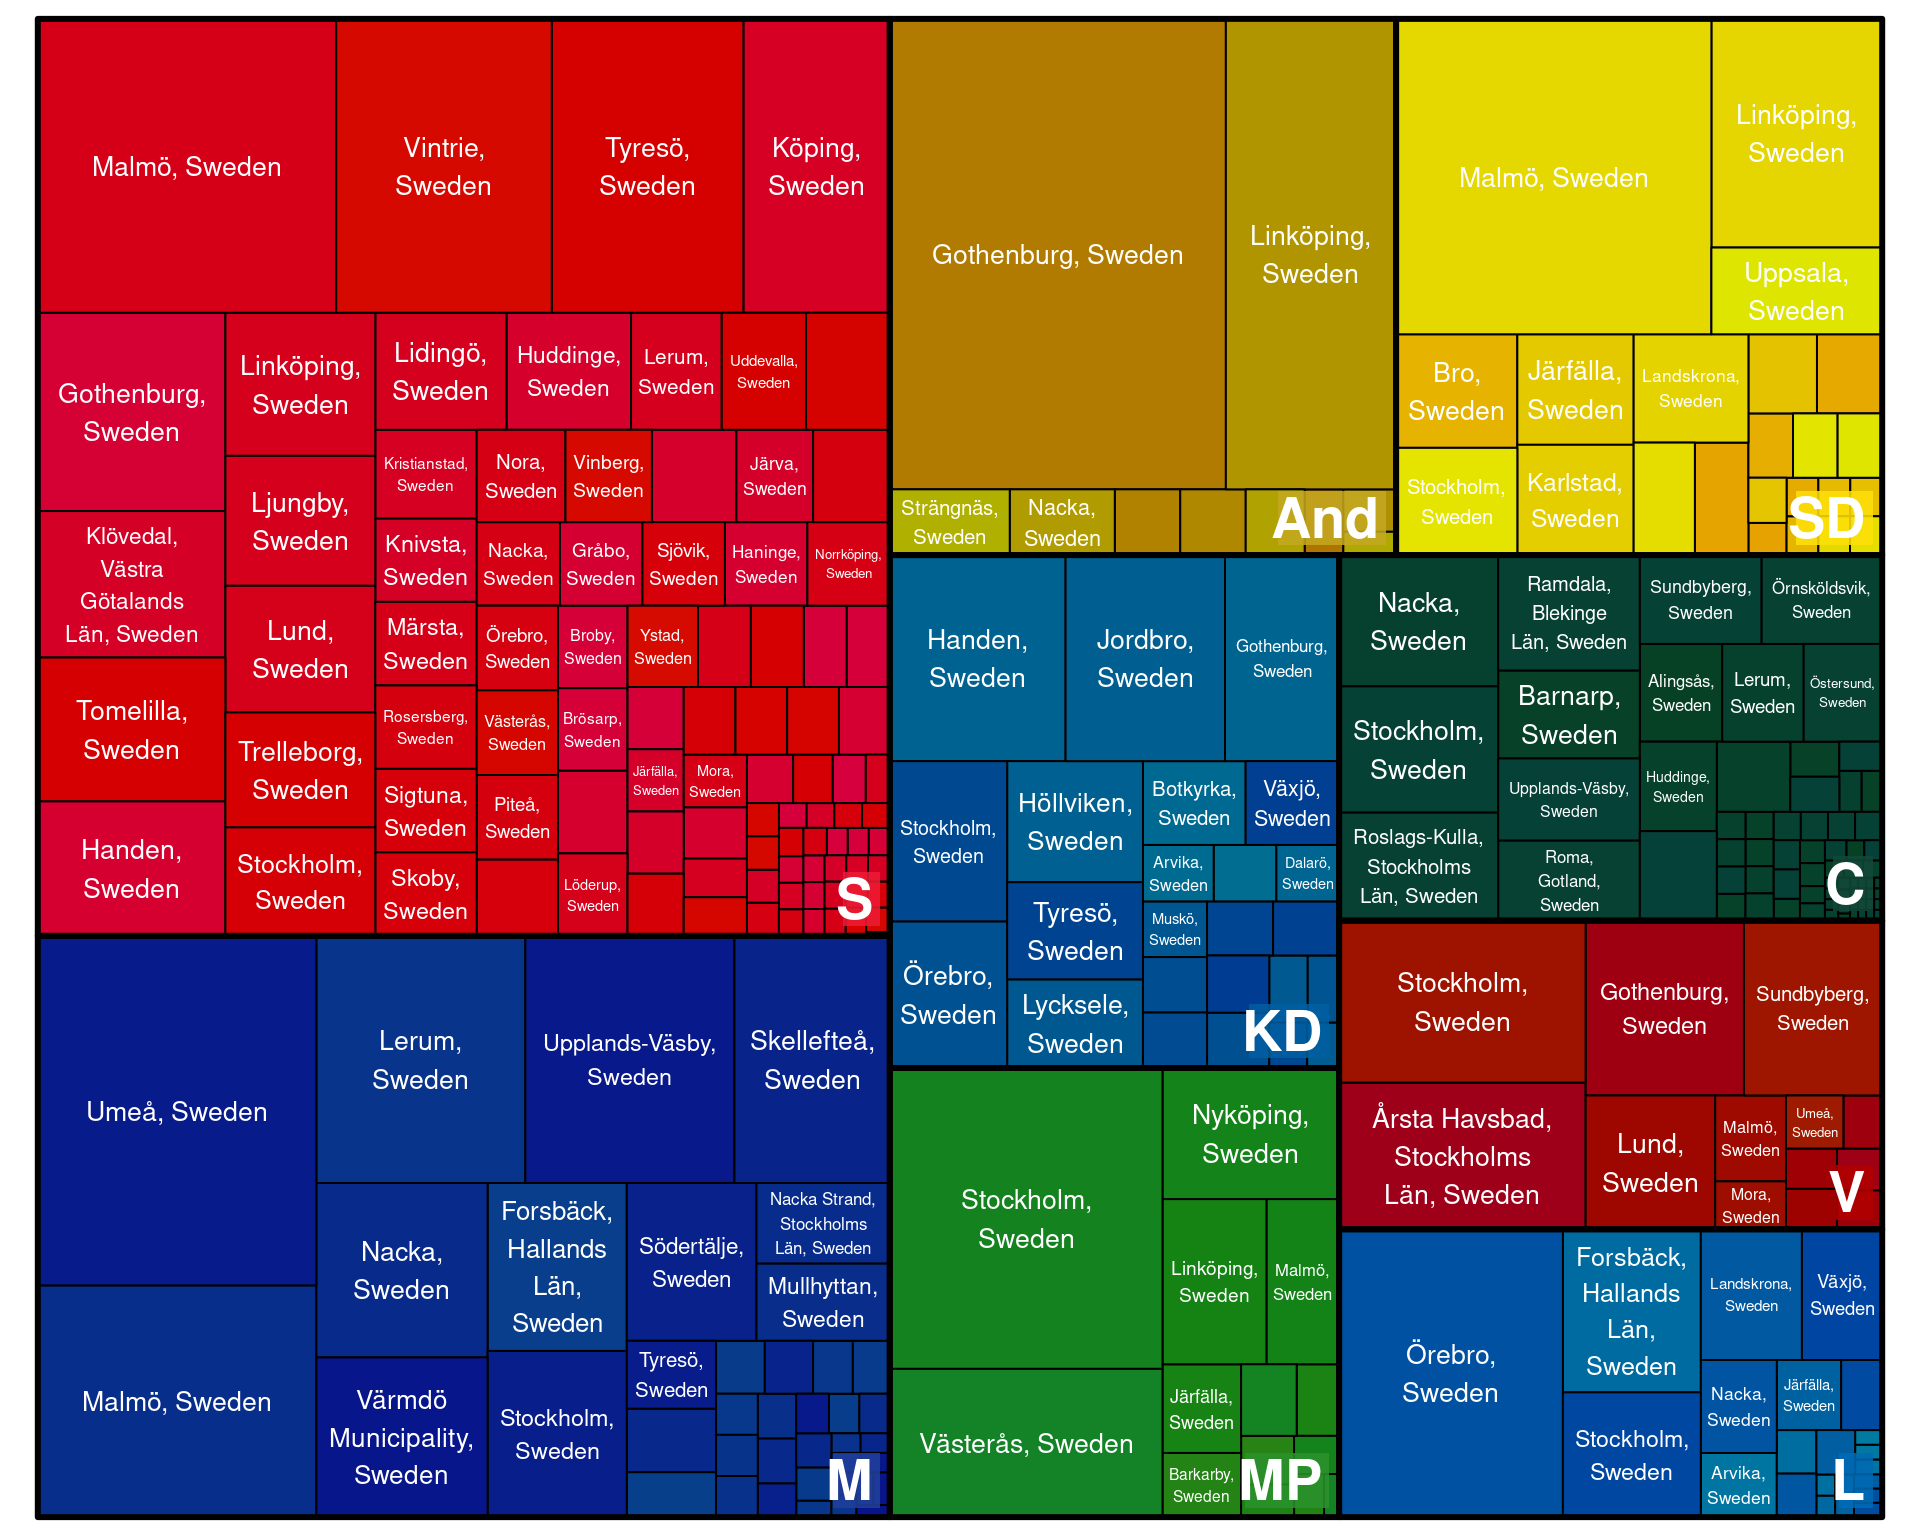 Malmö, Sweden
Vintrie,
Sweden
Tyresö,
Sweden
Köping,
Sweden
Gothenburg,
Sweden
Linköping,
Sweden
Lidingö,
Sweden
Huddinge,
Sweden
Lerum,
Sweden
Uddevalla,
Sweden
Kristianstad,
Sweden
Nora,
Sweden
Vinberg,
Sweden
Järva,
Sweden
Ljungby,
Sweden
Klövedal,
Västra
Götalands
Län, Sweden
Knivsta,
Sweden
Nacka,
Sweden
Gråbo,
Sweden
Sjövik,
Sweden
Haninge,
Sweden
Norrköping,
Sweden
Lund,
Sweden
Märsta,
Sweden
Örebro,
Sweden
Broby,
Sweden
Ystad,
Sweden
Tomelilla,
Sweden
Trelleborg,
Sweden
Rosersberg,
Sweden
Västerås,
Sweden
Brösarp,
Sweden
Järfälla,
Sweden
Mora,
Sweden
Sigtuna,
Sweden
Piteå,
Sweden
Handen,
Sweden
Stockholm,
Sweden
Skoby,
Sweden
Löderup,
Sweden
S
Gothenburg, Sweden
Linköping,
Sweden
Strängnäs,
Sweden
Nacka,
Sweden
And
Malmö, Sweden
Linköping,
Sweden
Uppsala,
Sweden
Bro,
Sweden
Järfälla,
Sweden
Landskrona,
Sweden
Stockholm,
Sweden
Karlstad,
Sweden
SD
Handen,
Sweden
Jordbro,
Sweden
Gothenburg,
Sweden
Stockholm,
Sweden
Höllviken,
Sweden
Botkyrka,
Sweden
Växjö,
Sweden
Arvika,
Sweden
Dalarö,
Sweden
Tyresö,
Sweden
Muskö,
Sweden
Örebro,
Sweden
Lycksele,
Sweden
KD
Nacka,
Sweden
Ramdala,
Blekinge
Län, Sweden
Sundbyberg,
Sweden
Örnsköldsvik,
Sweden
Stockholm,
Sweden
Barnarp,
Sweden
Alingsås,
Sweden
Lerum,
Sweden
Östersund,
Sweden
Upplands-Väsby,
Sweden
Huddinge,
Sweden
Roslags-Kulla,
Stockholms
Län, Sweden
Roma,
Gotland,
Sweden
C
Umeå, Sweden
Lerum,
Sweden
Upplands-Väsby,
Sweden
Skellefteå,
Sweden
Nacka,
Sweden
Forsbäck,
Hallands
Län,
Sweden
Södertälje,
Sweden
Nacka Strand,
Stockholms
Län, Sweden
Mullhyttan,
Sweden
Malmö, Sweden
Värmdö
Municipality,
Sweden
Stockholm,
Sweden
Tyresö,
Sweden
M
Stockholm,
Sweden
Nyköping,
Sweden
Linköping,
Sweden
Malmö,
Sweden
Västerås, Sweden
Järfälla,
Sweden
Barkarby,
Sweden
MP
Stockholm,
Sweden
Gothenburg,
Sweden
Sundbyberg,
Sweden
Årsta Havsbad,
Stockholms
Län, Sweden
Lund,
Sweden
Malmö,
Sweden
Umeå,
Sweden
Mora,
Sweden
V
Örebro,
Sweden
Forsbäck,
Hallands
Län,
Sweden
Landskrona,
Sweden
Växjö,
Sweden
Stockholm,
Sweden
Nacka,
Sweden
Järfälla,
Sweden
Arvika,
Sweden
L